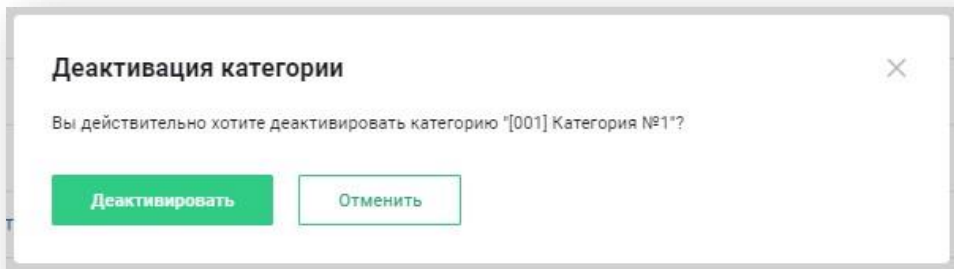 Деактивация категории
Вы действительно хотите деактивировать категорию "[001] Категория №1"?
Деактивировать
Отменить
т